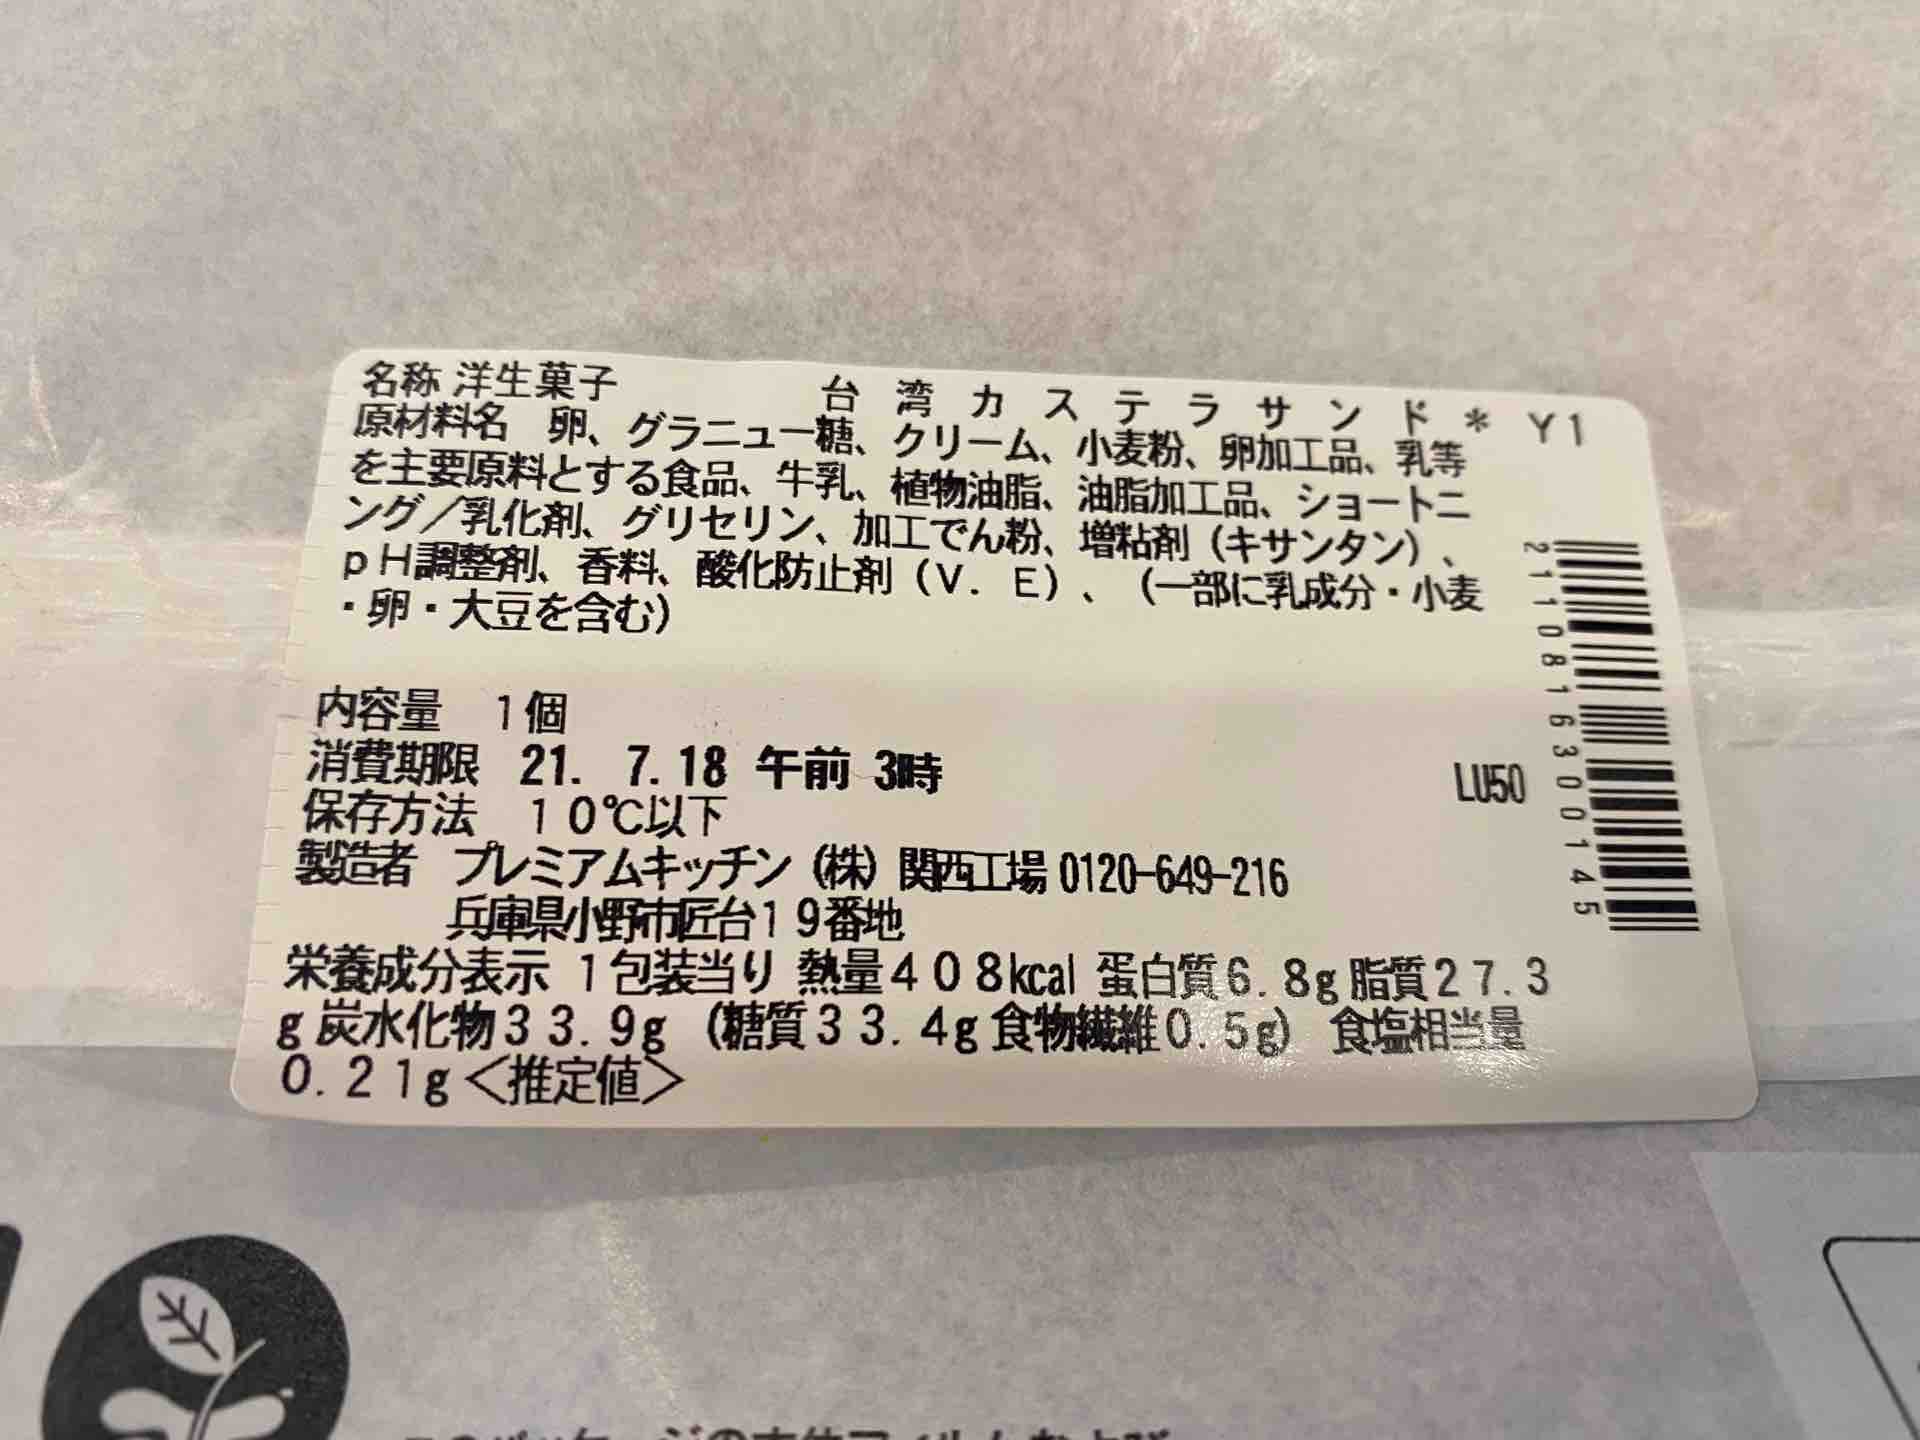 名称 洋生菓子 台湾カステラサンド* Y1
原材料名 卵、グラニュー糖、クリーム、小麦粉、卵加工品、乳等
を主要原料とする食品、牛乳、植物油脂、油脂加工品、ショートニ
ング／乳化剤、グリセリン、加工でん粉、増粘剤（キサンタン）、
pH調整剤、香料、酸化防止剤（V．E）、（一部に乳成分・小麦
・卵・大豆を含む）
2110816300145
内容量 1個
消費期限 21. 7.18 午前 3時
LU50
保存方法 10℃以下
製造者 プレミアムキッチン（株）関西工場 0120-649-216
兵庫県小野市匠台19番地
栄養成分表示 1包装当り 熱量408kcal 蛋白質6.8g 脂質27.3
g 炭水化物33.9g（糖質33.4g 食物繊維0.5g） 食塩相当量
0.21g＜推定値＞